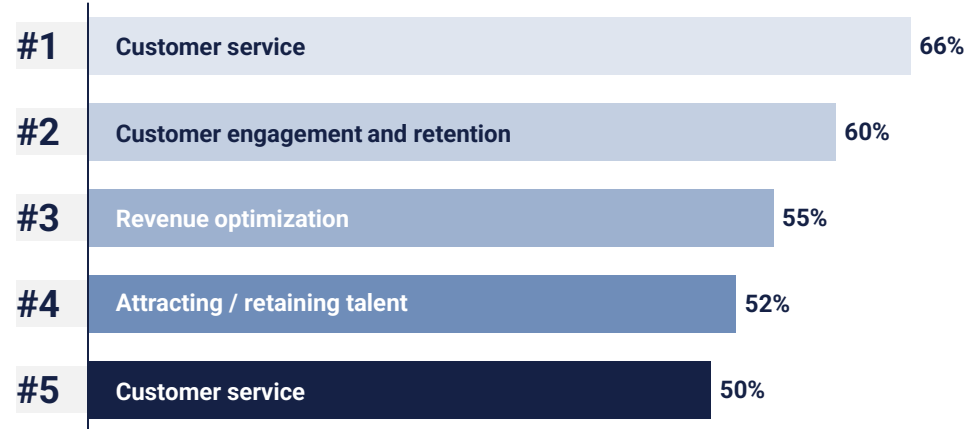 #1
Customer service
66%
#2
Customer engagement and retention
60%
#3
Revenue optimization
55%
#4
Attracting / retaining talent
52%
#5
Customer service
50%